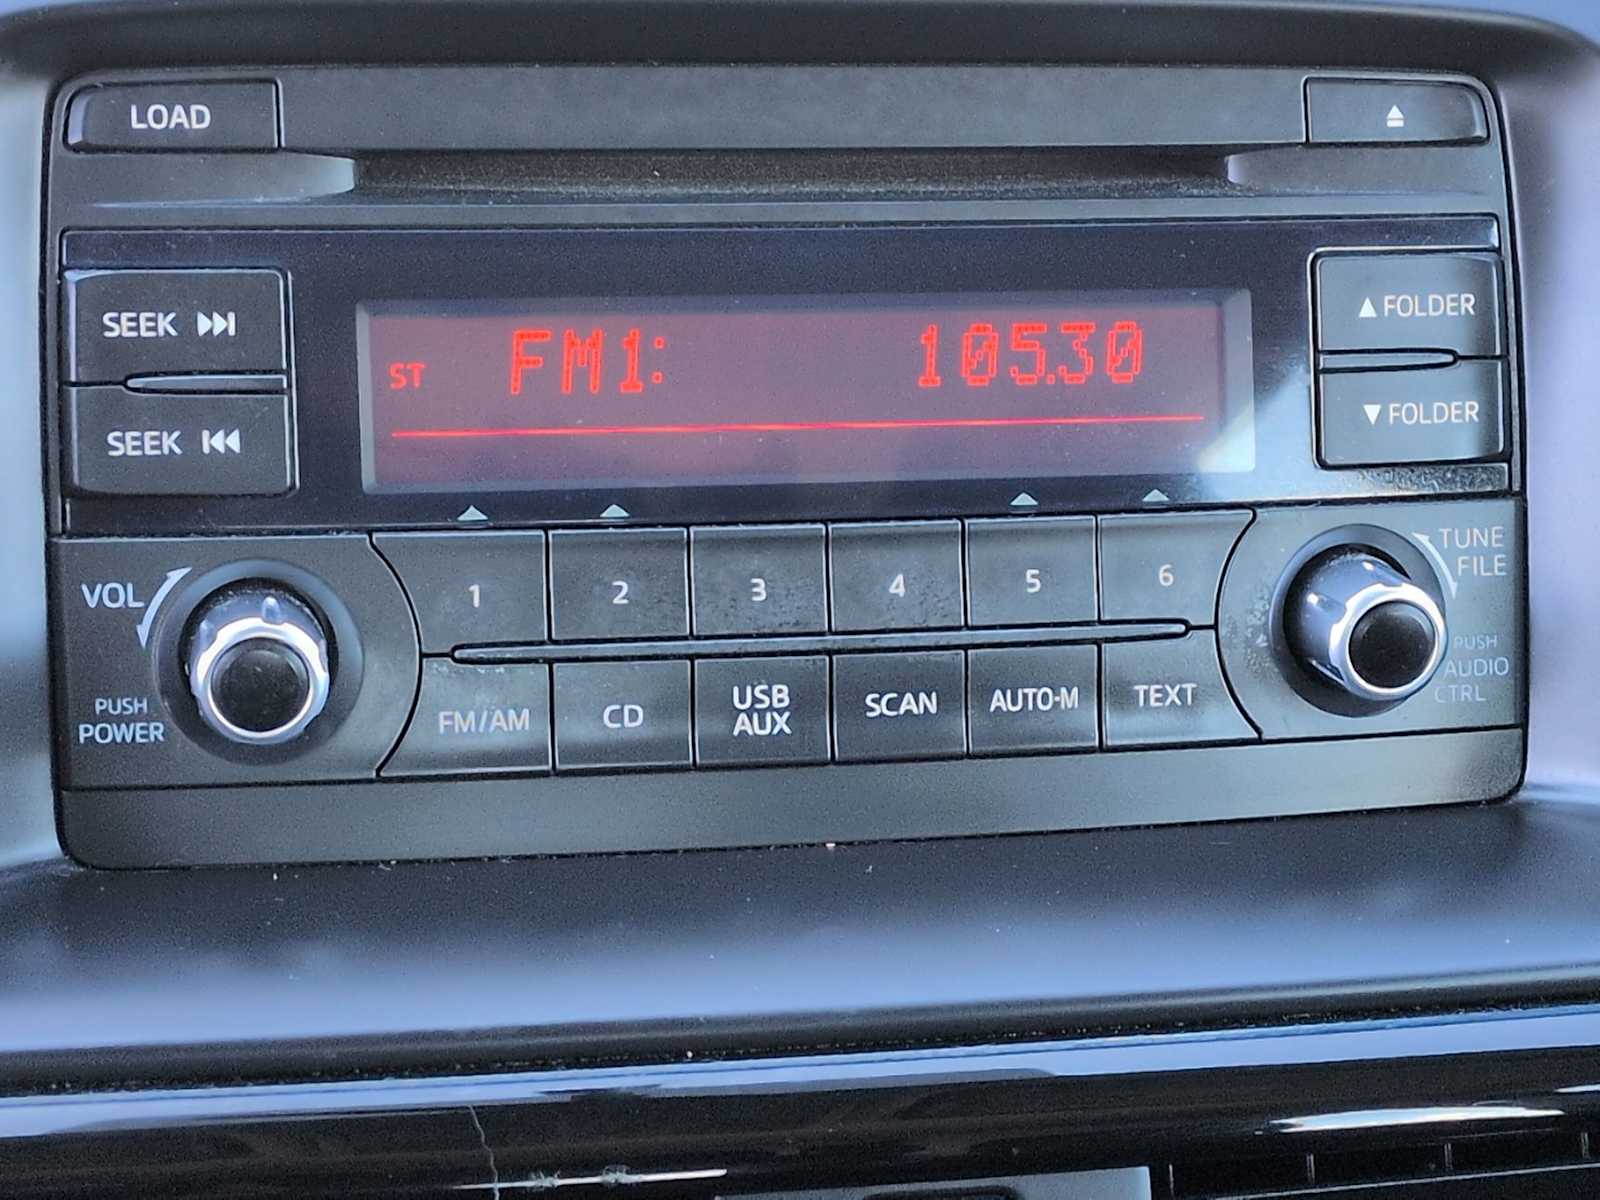 LOAD
SEEK
SEEK
ST FM1: 105.30
▲ FOLDER
▼ FOLDER
VOL
PUSH
POWER
1 2 3 4 5 6
FM/AM CD USB AUX SCAN AUTO-M TEXT
TUNE
FILE
PUSH
AUDIO
CTRL